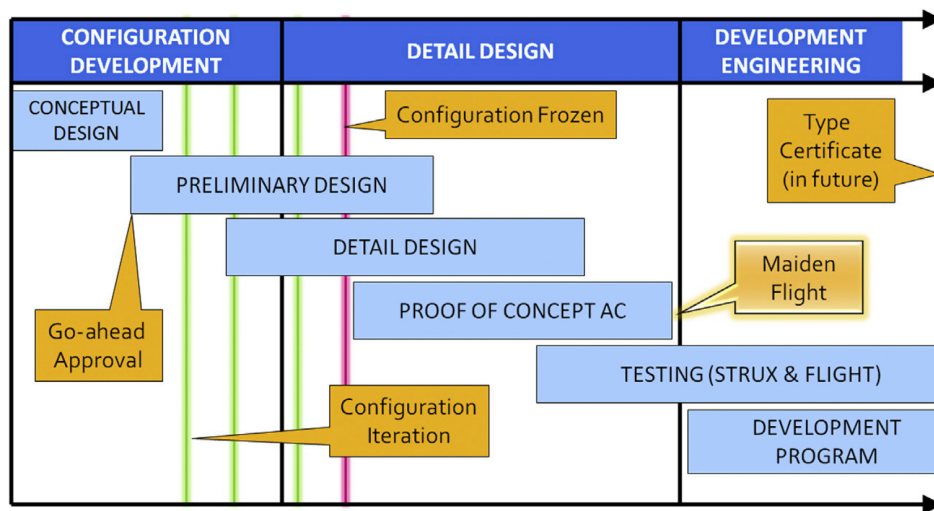 CONFIGURATION
DEVELOPMENT
DETAIL DESIGN
DEVELOPMENT
ENGINEERING
CONCEPTUAL
DESIGN
Configuration Frozen
Type
Certificate
(in future)
PRELIMINARY DESIGN
DETAIL DESIGN
Maiden
Flight
PROOF OF CONCEPT AC
Go-ahead
Approval
TESTING (STRUX & FLIGHT)
Configuration
Iteration
DEVELOPMENT
PROGRAM